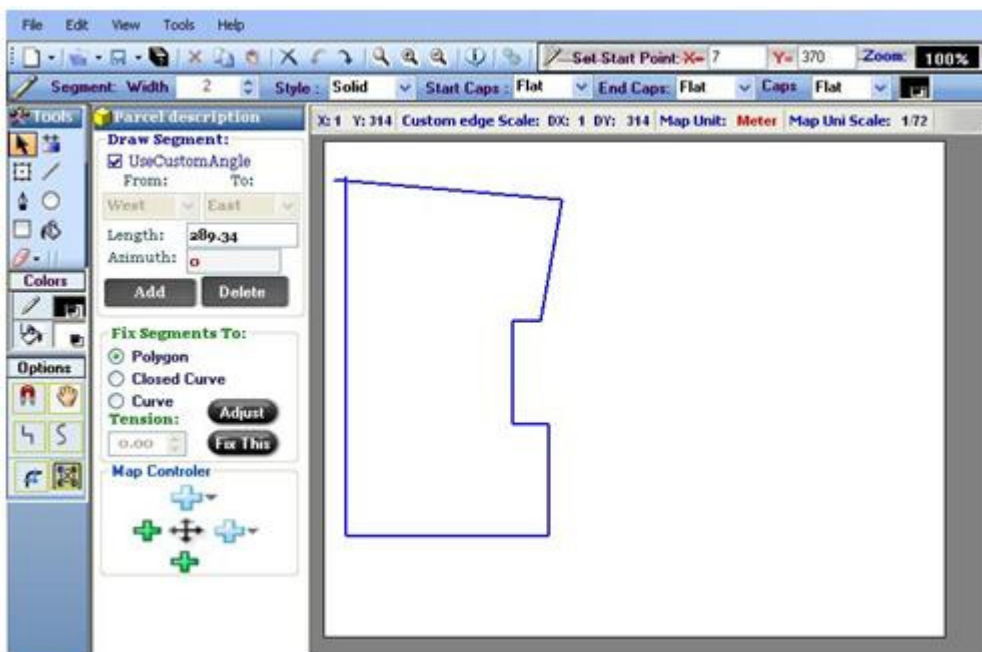 File Edit View Tools Help
Set Start Point: X= 7 Y= 370 Zoom: 100%
Segment: Width 2 Style : Solid Start Caps : Flat End Caps: Flat Caps Flat
Tools
Parcel description
X: 1 Y: 314 Custom edge Scale: DX: 1 DY: 314 Map Unit: Meter Map Uni Scale: 1/72
Draw Segment:
UseCustomAngle
From: To:
West East
Length: 289.34
Azimuth: 0
Add Delete
Colors
Fix Segments To:
Polygon
Closed Curve
Curve
Tension: Adjust
0.00 Fix This
Options
Map Controler